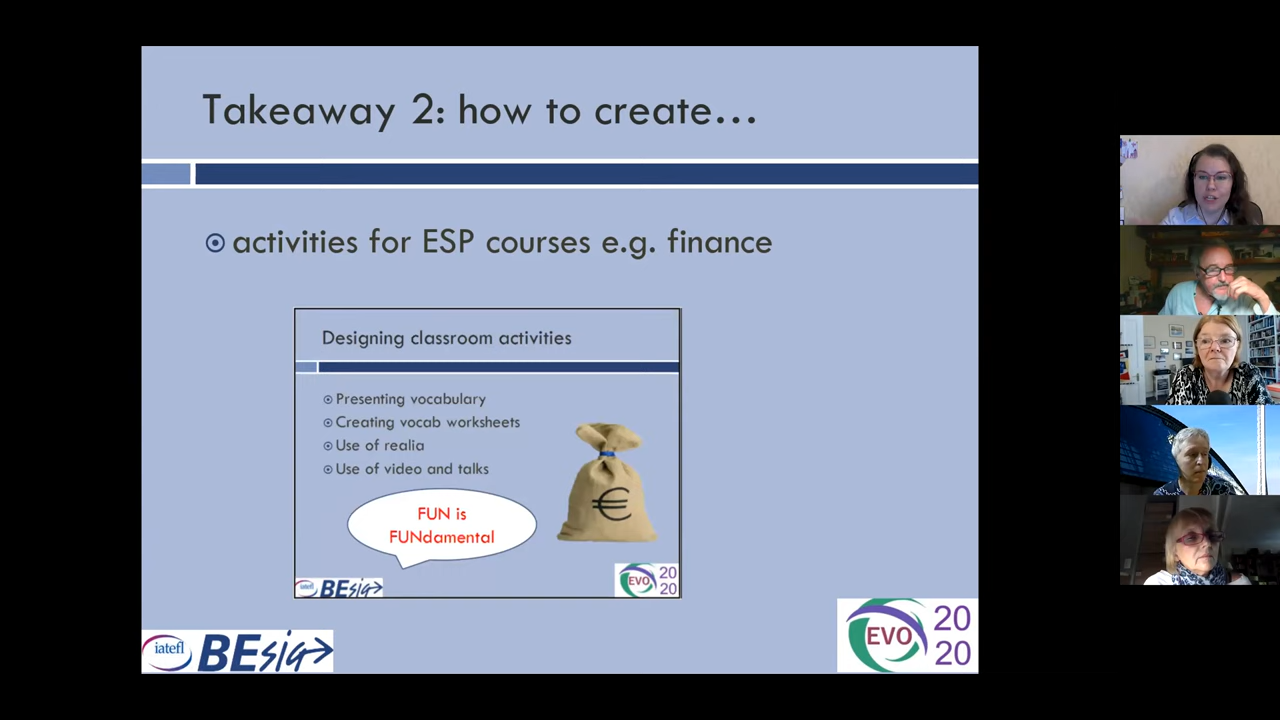 Takeaway 2: how to create…
activities for ESP courses e.g. finance
Designing classroom activities
Presenting vocabulary
Creating vocab worksheets
Use of realia
Use of video and talks
FUN is
FUNdamental
€
iatefl BEsig
EVO 20
20
iatefl BEsig
EVO 20
20